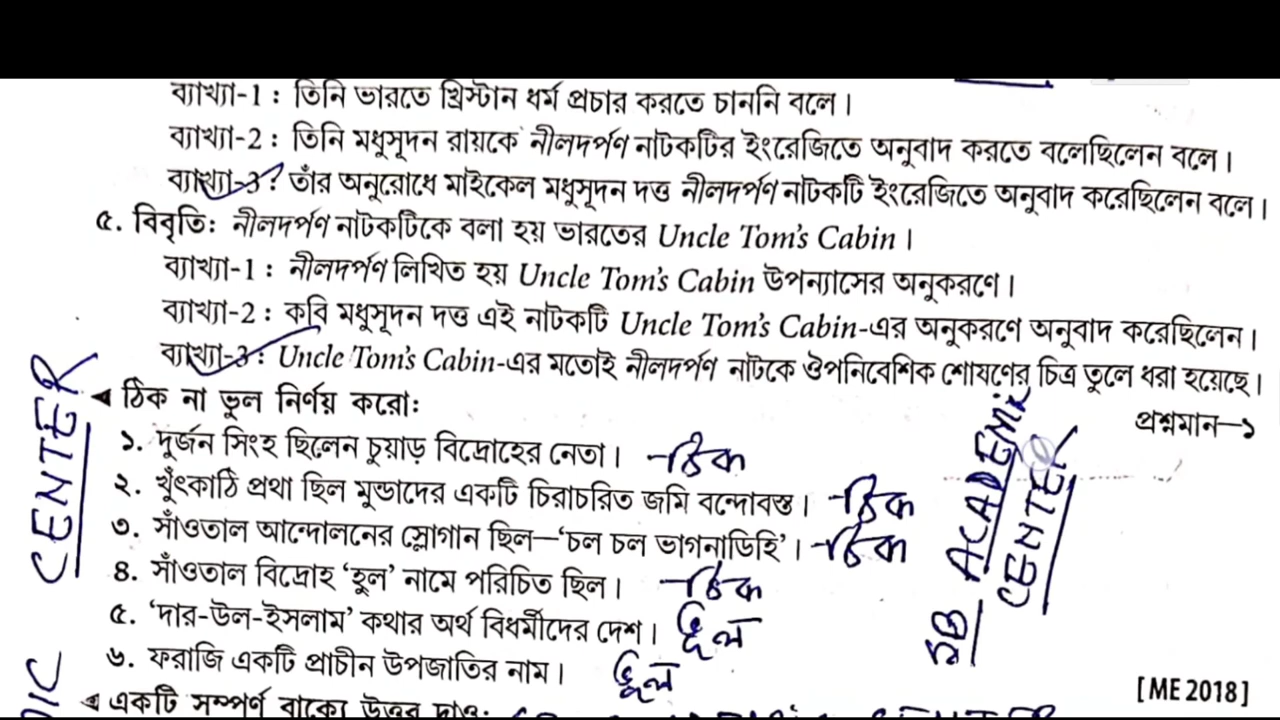 ব্যাখ্যা-1 : তিনি ভারতে খ্রিস্টান ধর্ম প্রচার করতে চাননি বলে।
ব্যাখ্যা-2 : তিনি মধুসূদন রায়কে নীলদর্পণ নাটকটির ইংরেজিতে অনুবাদ করতে বলেছিলেন বলে।
ব্যাখ্যা-3 : তাঁর অনুরোধে মাইকেল মধুসূদন দত্ত নীলদর্পণ নাটকটি ইংরেজিতে অনুবাদ করেছিলেন বলে।
৫. বিবৃতি: নীলদর্পণ নাটকটিকে বলা হয় ভারতের Uncle Tom's Cabin।
ব্যাখ্যা-1 : নীলদর্পণ লিখিত হয় Uncle Tom's Cabin উপন্যাসের অনুকরণে।
ব্যাখ্যা-2 : কবি মধুসূদন দত্ত এই নাটকটি Uncle Tom's Cabin-এর অনুকরণে অনুবাদ করেছিলেন।
ব্যাখ্যা-3 : Uncle Tom's Cabin-এর মতোই নীলদর্পণ নাটকে ঔপনিবেশিক শোষণের চিত্র তুলে ধরা হয়েছে।
◄ ঠিক না ভুল নির্ণয় করো:
প্রশ্নমান—১
১. দুর্জন সিংহ ছিলেন চুয়াড় বিদ্রোহের নেতা। -ঠিক
২. খুঁৎকাঠি প্রথা ছিল মুন্ডাদের একটি চিরাচরিত জমি বন্দোবস্ত। -ঠিক
৩. সাঁওতাল আন্দোলনের স্লোগান ছিল—‘চল চল ভাগনাডিহি’। -ঠিক
৪. সাঁওতাল বিদ্রোহ ‘হুল’ নামে পরিচিত ছিল। -ঠিক
৫. ‘দার-উল-ইসলাম’ কথার অর্থ বিধর্মীদের দেশ। ভুল
৬. ফরাজি একটি প্রাচীন উপজাতির নাম। ভুল
[ME 2018]
◄ একটি সম্পূর্ণ বাক্যে উত্তর দাও:
CENTER
ACADEMIC
CENTER